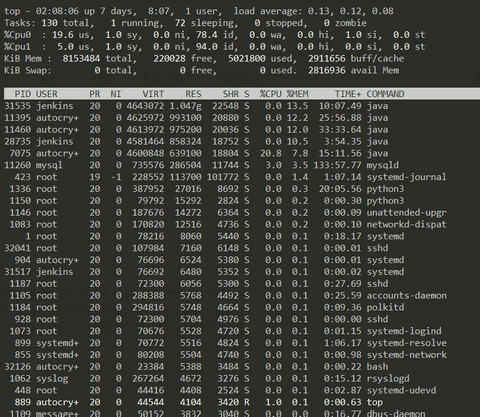 top - 02:08:06 up 7 days,  8:07,  1 user,  load average: 0.13, 0.12, 0.08
Tasks: 130 total,   1 running,  72 sleeping,   0 stopped,   0 zombie
%Cpu0  : 19.6 us,  1.0 sy,  0.0 ni, 78.4 id,  0.0 wa,  0.0 hi,  1.0 si,  0.0 st
%Cpu1  :  5.0 us,  1.0 sy,  0.0 ni, 94.0 id,  0.0 wa,  0.0 hi,  0.0 si,  0.0 st
KiB Mem :  8153484 total,   220028 free,  5021800 used,  2911656 buff/cache
KiB Swap:        0 total,        0 free,        0 used.  2816936 avail Mem
PID USER      PR  NI    VIRT    RES    SHR S  %CPU %MEM     TIME+ COMMAND
31535 jenkins   20   0 4643072 1.047g  22548 S   0.0 13.5  10:07.49 java
11395 autocry+  20   0 4625972 993100  20880 S   0.0 12.2  25:56.88 java
11460 autocry+  20   0 4613972 975200  20036 S   0.0 12.0  33:33.64 java
28735 jenkins   20   0 4581464 858324  18752 S   0.0 10.5   3:54.35 java
7075 autocry+  20   0 4600848 639100  18804 S  20.8  7.8  15:11.56 java
11260 mysql     20   0  735576 286504  11744 S   3.0  3.5 133:57.77 mysqld
423 root      19  -1  228552 113700 101772 S   0.0  1.4   1:07.14 systemd-journal
1336 root      20   0  387952  27016   8692 S   0.0  0.3  20:05.56 python3
1150 root      20   0   79792  15292   2824 S   0.0  0.2   0:00.30 python3
1146 root      20   0  187676  14272   6364 S   0.0  0.2   0:00.09 unattended-upgr
1083 root      20   0  170820  12516   4736 S   0.0  0.2   0:00.10 networkd-dispat
1 root      20   0   78216   8060   5440 S   0.0  0.1   0:18.17 systemd
32041 root      20   0  107984   7160   6148 S   0.0  0.1   0:00.01 sshd
904 autocry+  20   0   76696   6524   5380 S   0.0  0.1   0:00.01 systemd
31517 jenkins   20   0   76692   6480   5352 S   0.0  0.1   0:00.02 systemd
1187 root      20   0   72300   6056   5300 S   0.0  0.1   0:27.69 sshd
1105 root      20   0  288388   5768   4492 S   0.0  0.1   0:25.59 accounts-daemon
1184 root      20   0  294816   5748   4664 S   0.0  0.1   0:09.36 polkitd
928 root      20   0   72300   5704   4976 S   0.0  0.1   0:00.00 sshd
1073 root      20   0   70676   5528   4720 S   0.0  0.1   0:01.15 systemd-logind
899 systemd+  20   0   70772   5516   4824 S   0.0  0.1   1:06.17 systemd-resolve
855 systemd+  20   0   80208   5504   4740 S   0.0  0.1   0:00.98 systemd-network
32126 autocry+  20   0   23384   5388   3484 S   0.0  0.1   0:00.22 bash
1062 syslog    20   0  267264   4672   3276 S   0.0  0.1   0:15.12 rsyslogd
448 root      20   0   44416   4408   2524 S   0.0  0.1   0:02.87 systemd-udevd
889 autocry+  20   0   44544   4104   3420 R   1.0  0.1   0:00.63 top
1109 message+  20   0   50152   3832   3040 S   0.0  0.0   0:16.77 dbus-daemon